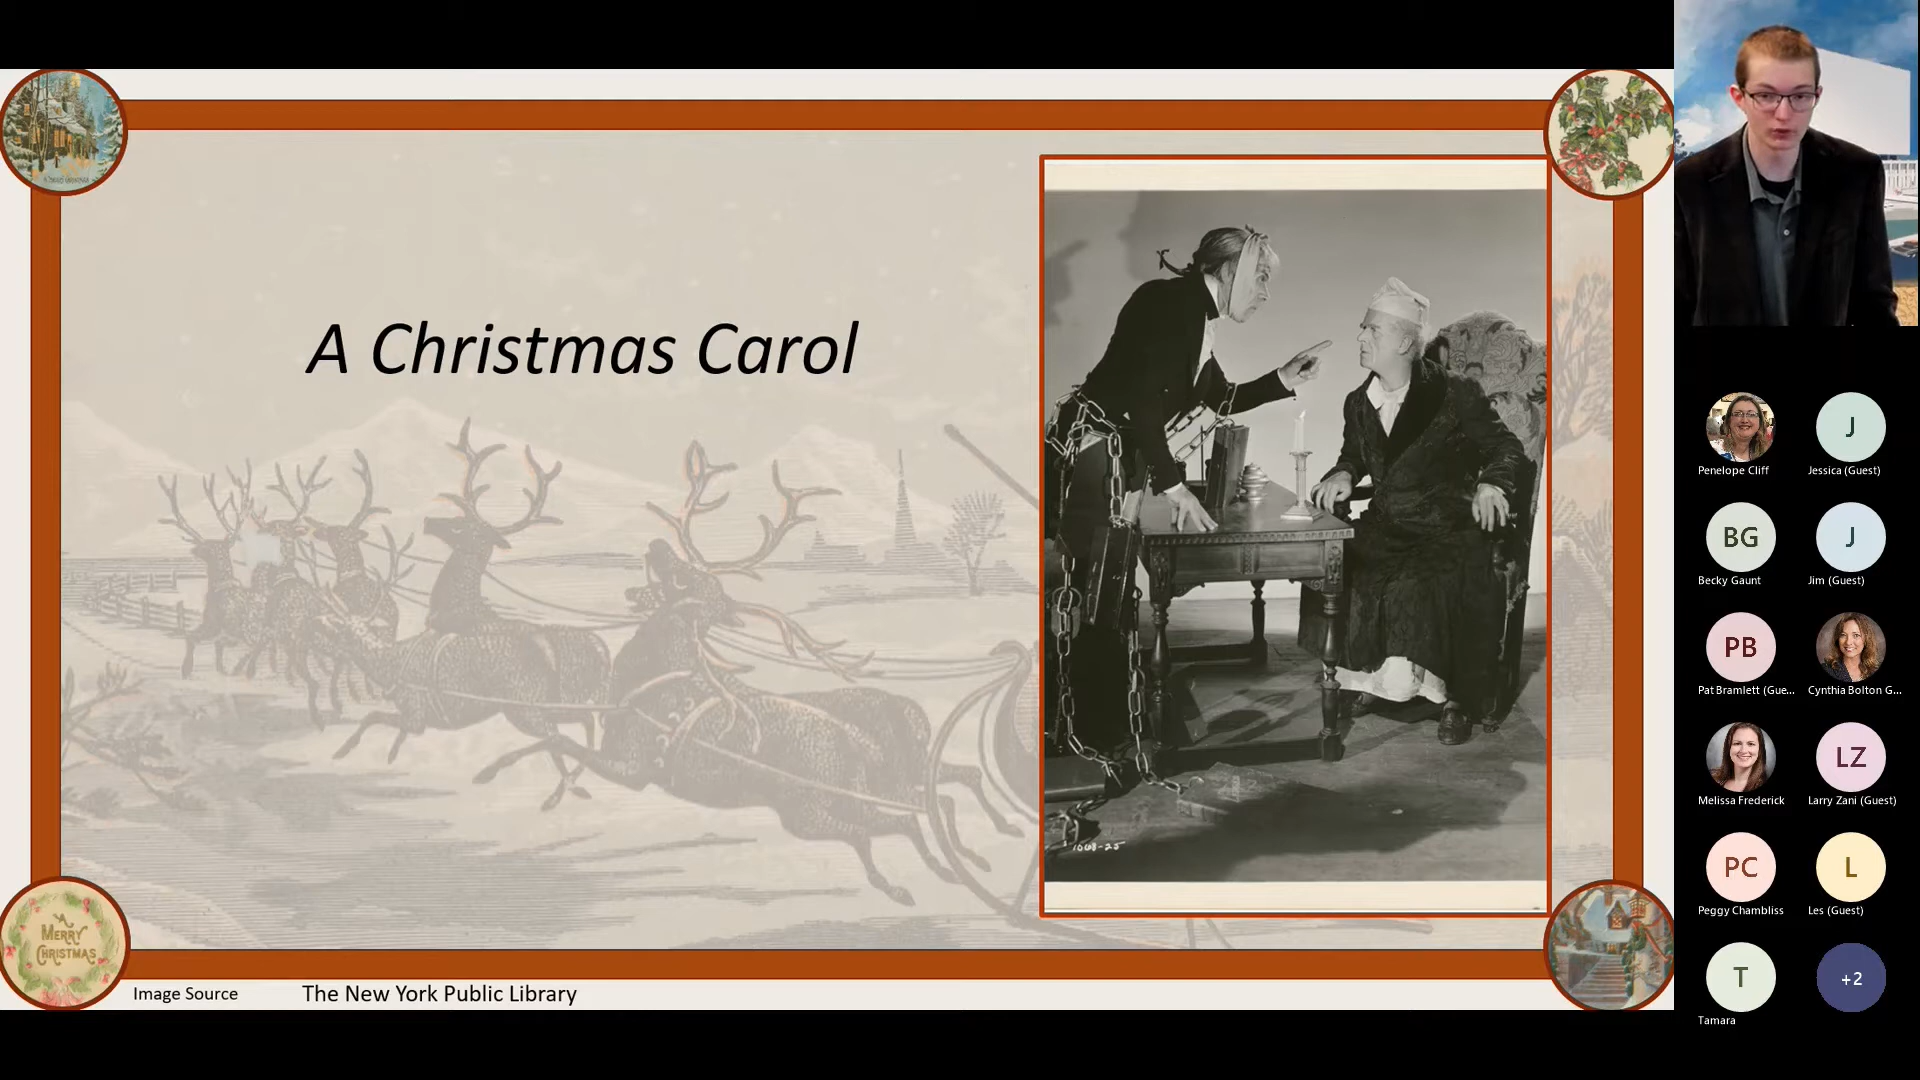 A Christmas Carol
1068-25
A
MERRY
CHRISTMAS
Image Source
The New York Public Library
Penelope Cliff
J
Jessica (Guest)
BG
Becky Gaunt
J
Jim (Guest)
PB
Pat Bramlett (Gue...
Cynthia Bolton G...
Melissa Frederick
LZ
Larry Zani (Guest)
PC
Peggy Chambliss
L
Les (Guest)
T
Tamara
+2